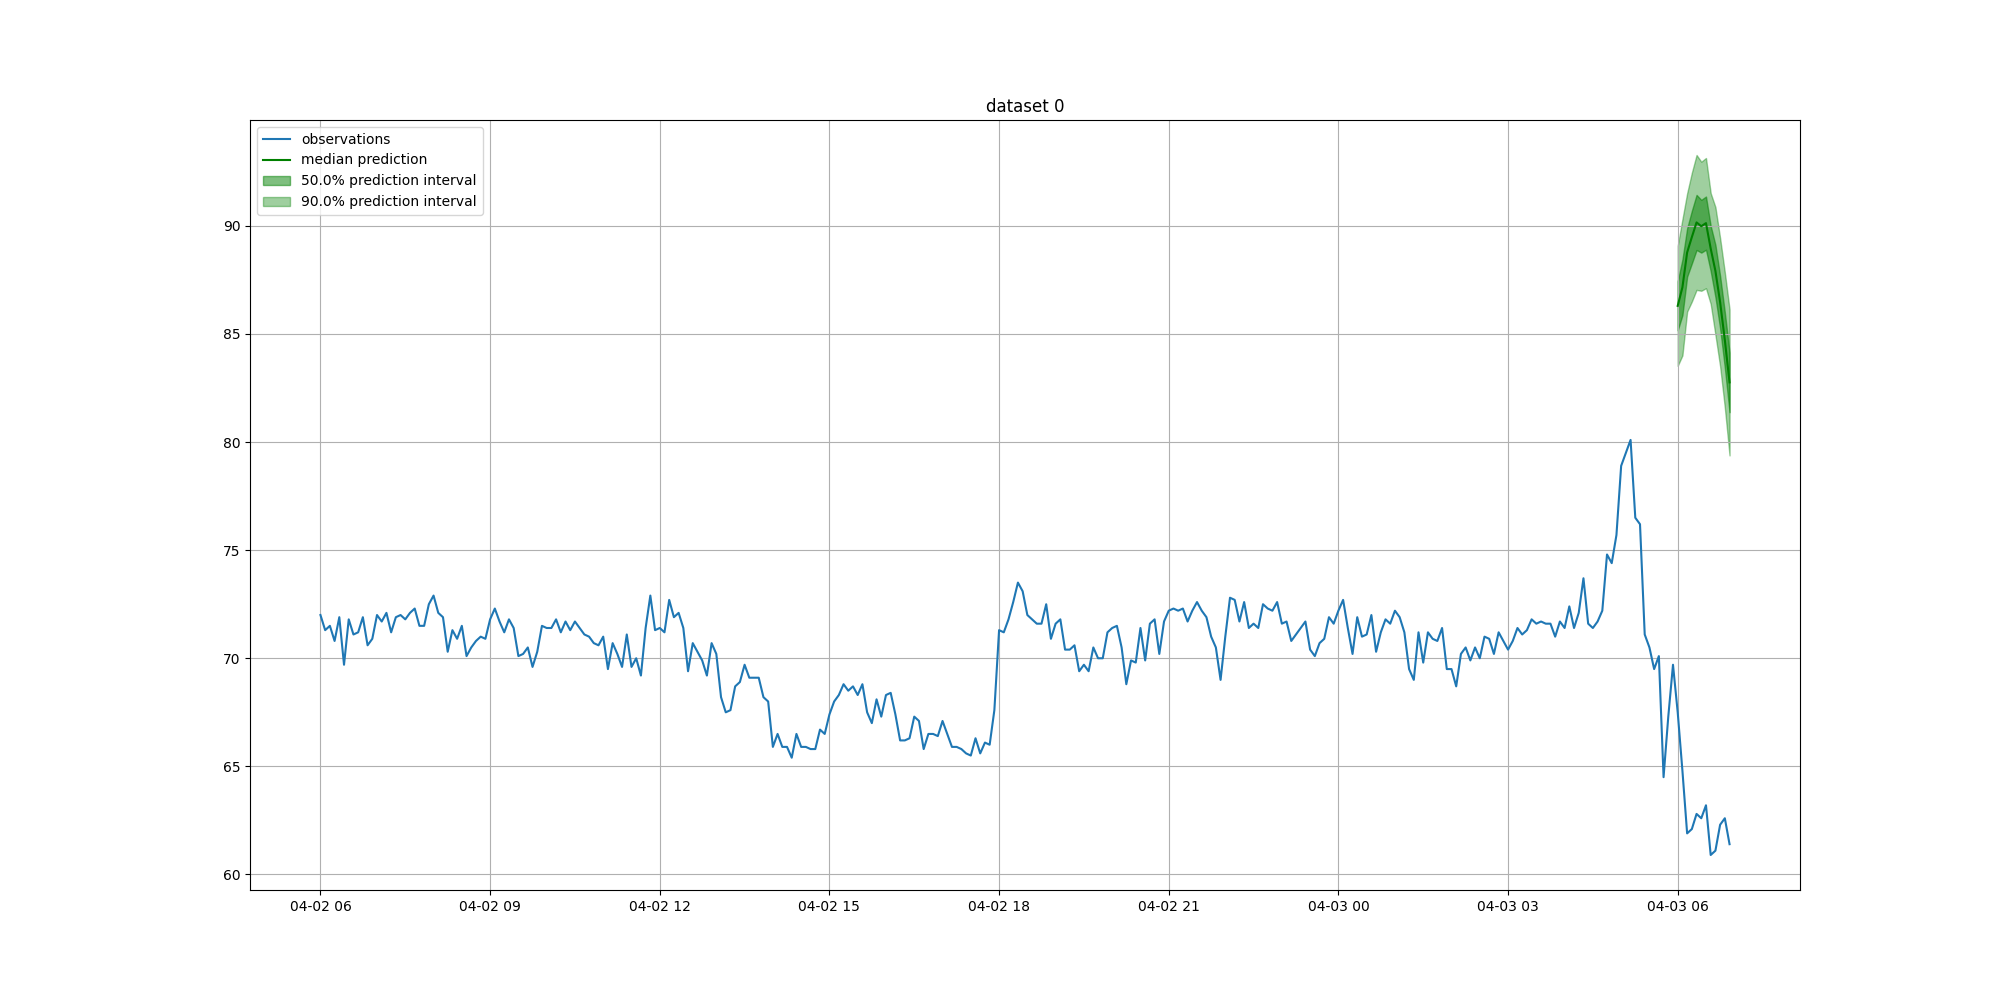 dataset 0
observations
median prediction
50.0% prediction interval
90.0% prediction interval
90
85
80
75
70
65
60
04-02 06 04-02 09 04-02 12 04-02 15 04-02 18 04-02 21 04-03 00 04-03 03 04-03 06